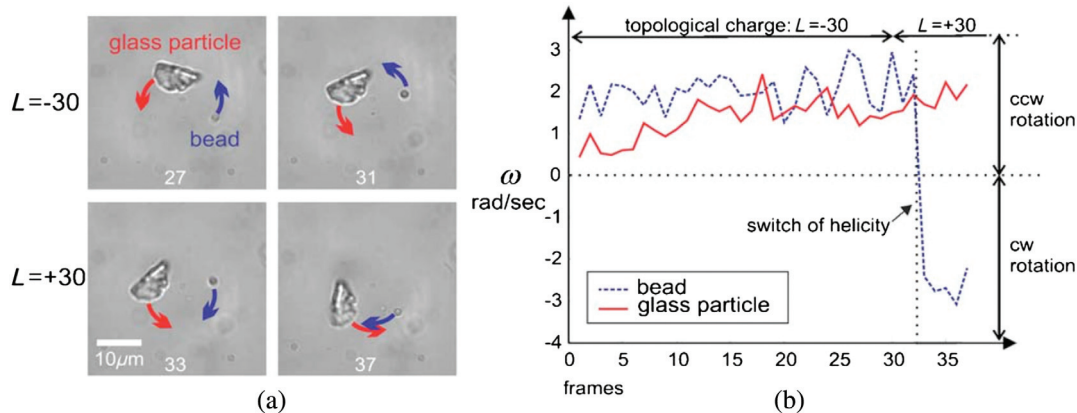 glass particle
L=-30
bead
27
31
L=+30
10μm
33
37
(a)
topological charge: L=-30
L=+30
3
2
1
0
-1
-2
-3
-4
ω
rad/sec
ccw
rotation
switch of helicity
cw
rotation
bead
glass particle
0 5 10 15 20 25 30 35
frames
(b)